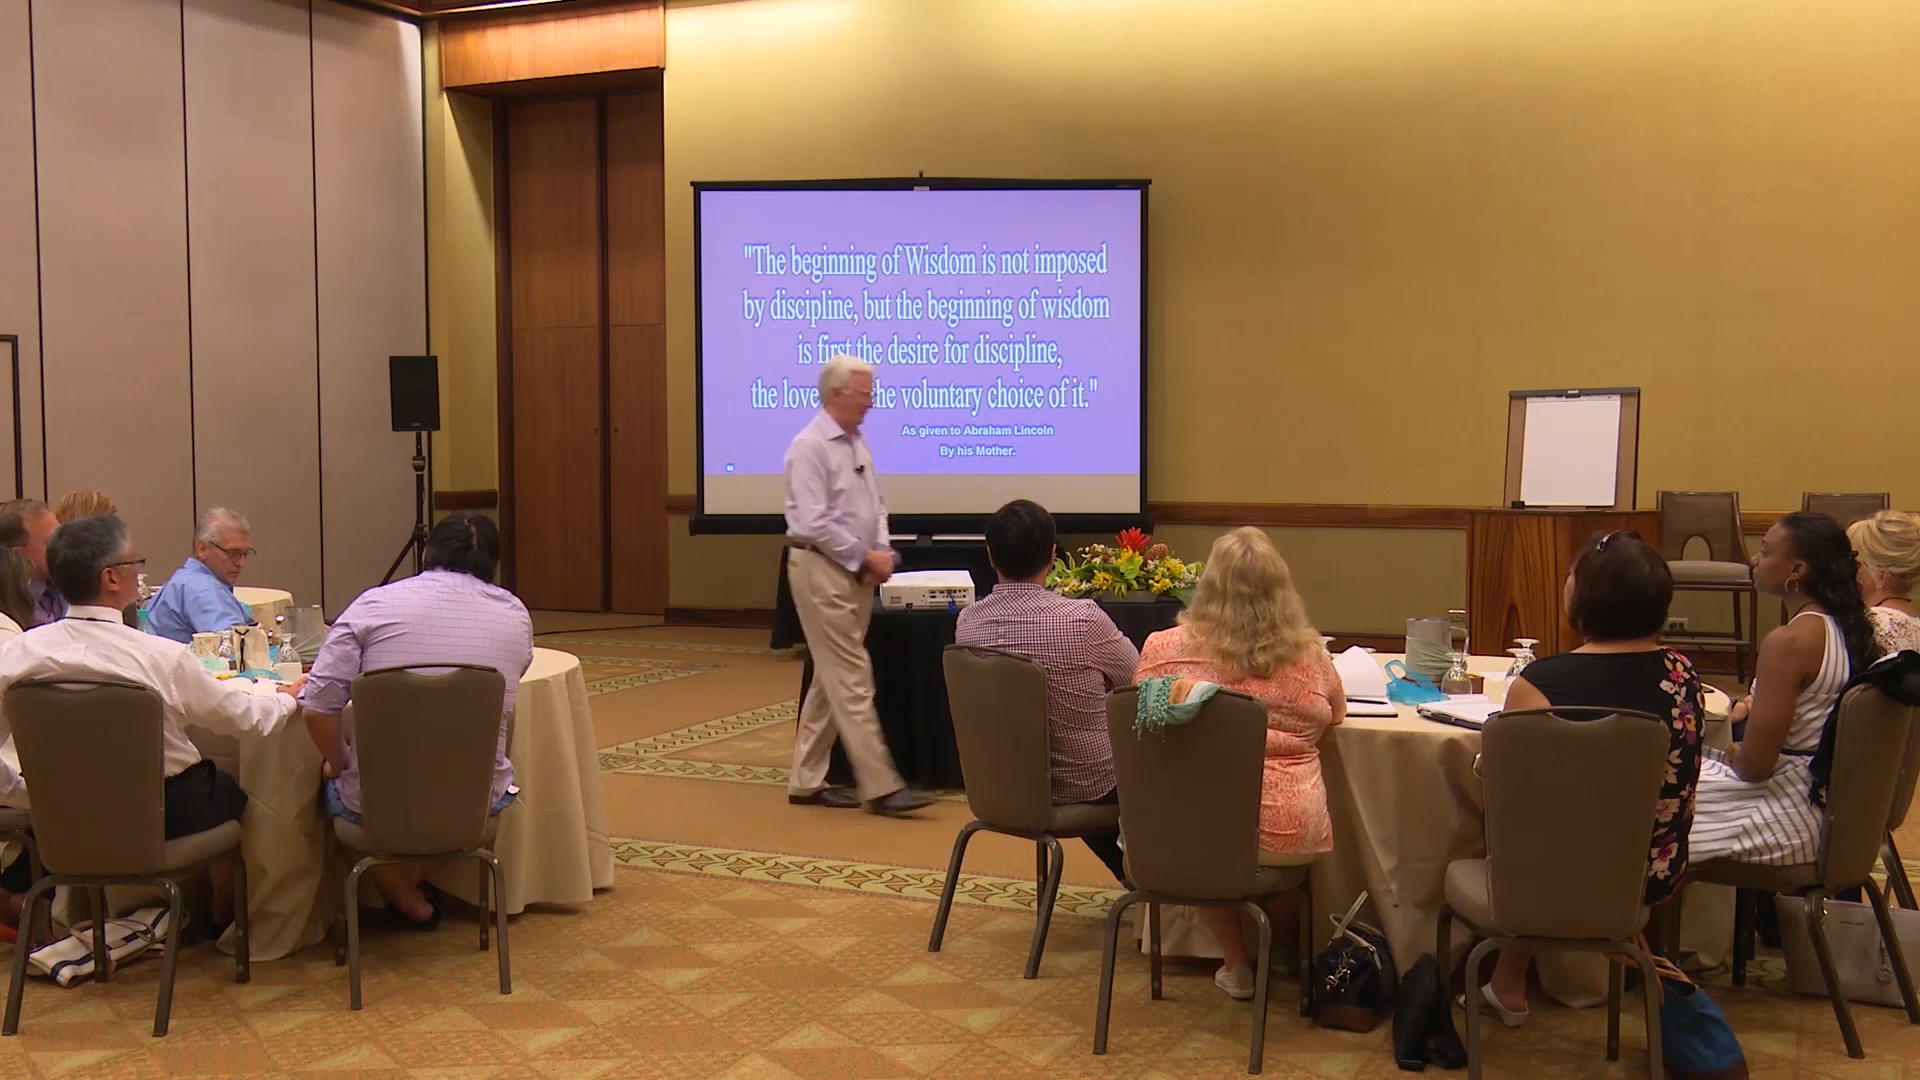 "The beginning of Wisdom is not imposed
by discipline, but the beginning of wisdom
is first the desire for discipline,
the love the voluntary choice of it."
As given to Abraham Lincoln
By his Mother.